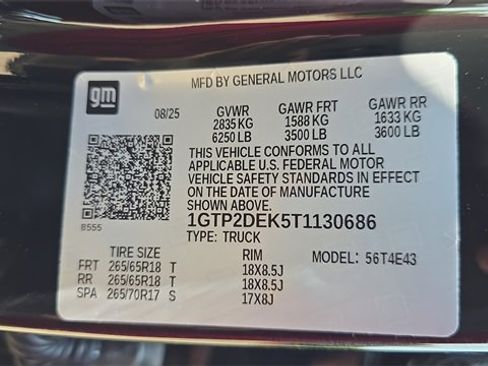 MFD BY GENERAL MOTORS LLC
gm
08/25 GVWR GAWR FRT GAWR RR
2835 KG 1588 KG 1633 KG
6250 LB 3500 LB 3600 LB
THIS VEHICLE CONFORMS TO ALL
APPLICABLE U.S. FEDERAL MOTOR
VEHICLE SAFETY STANDARDS IN EFFECT
ON THE DATE OF MANUFACTURE
SHOWN ABOVE.
1GTP2DEK5T1130686
8555
TYPE: TRUCK
TIRE SIZE RIM MODEL: 56T4E43
FRT 265/65R18 T 18X8.5J
RR 265/65R18 T 18X8.5J
SPA 265/70R17 S 17X8J